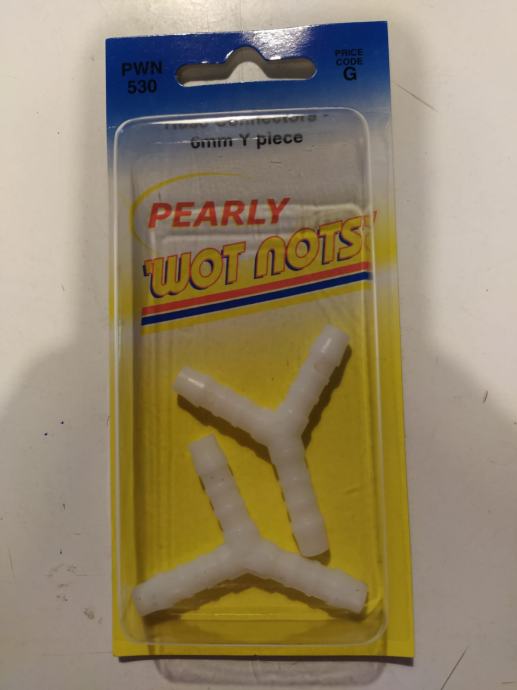 PWN
530
PRICE
CODE
G
Hose Connectors -
6mm Y piece
PEARLY
'WOT NOTS'